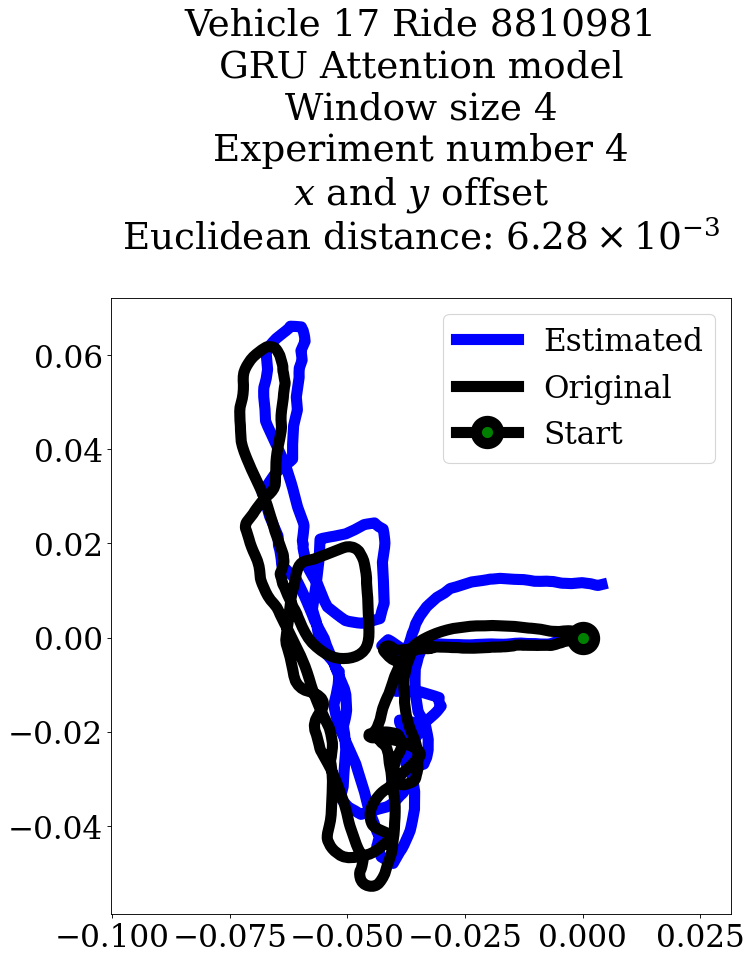 Vehicle 17 Ride 8810981
GRU Attention model
Window size 4
Experiment number 4
x and y offset
Euclidean distance: 6.28 × 10⁻³
Estimated
Original
Start
0.06
0.04
0.02
0.00
−0.02
−0.04
−0.100 −0.075 −0.050 −0.025 0.000 0.025